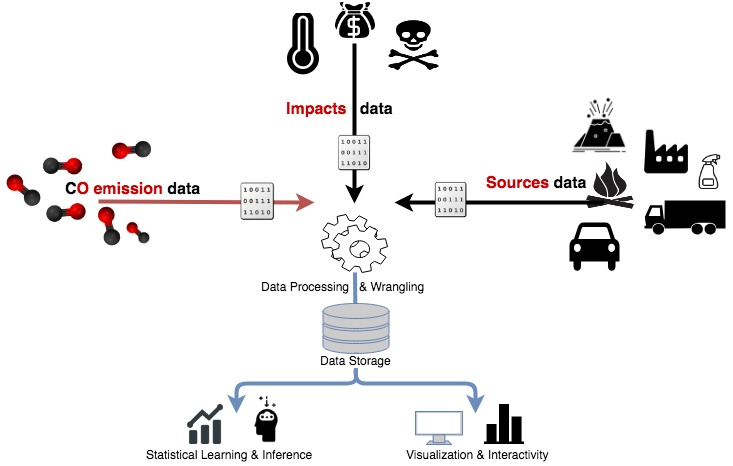 Impacts data
10011
00111
11010
CO emission data
10011
00111
11010
Sources data
10011
00111
11010
Data Processing & Wrangling
Data Storage
Statistical Learning & Inference
Visualization & Interactivity